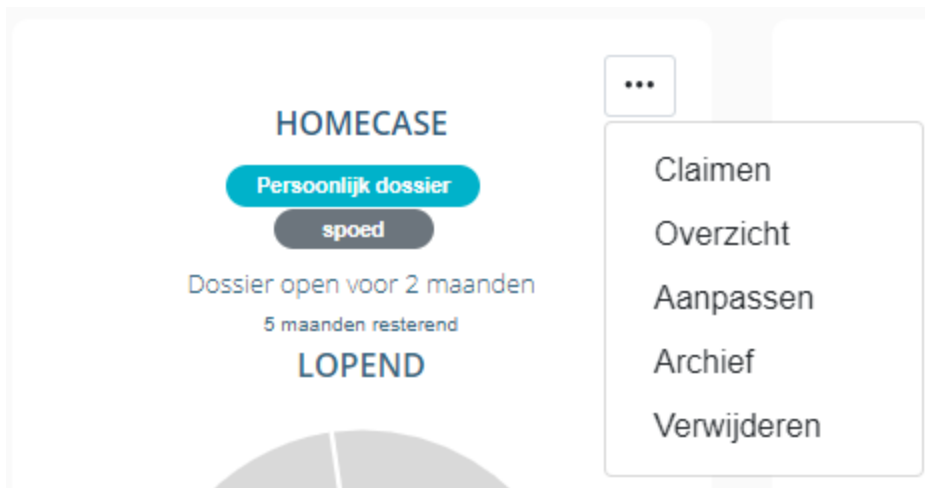 •••
HOMECASE
Persoonlijk dossier
spoed
Dossier open voor 2 maanden
5 maanden resterend
LOPEND
Claimen
Overzicht
Aanpassen
Archief
Verwijderen